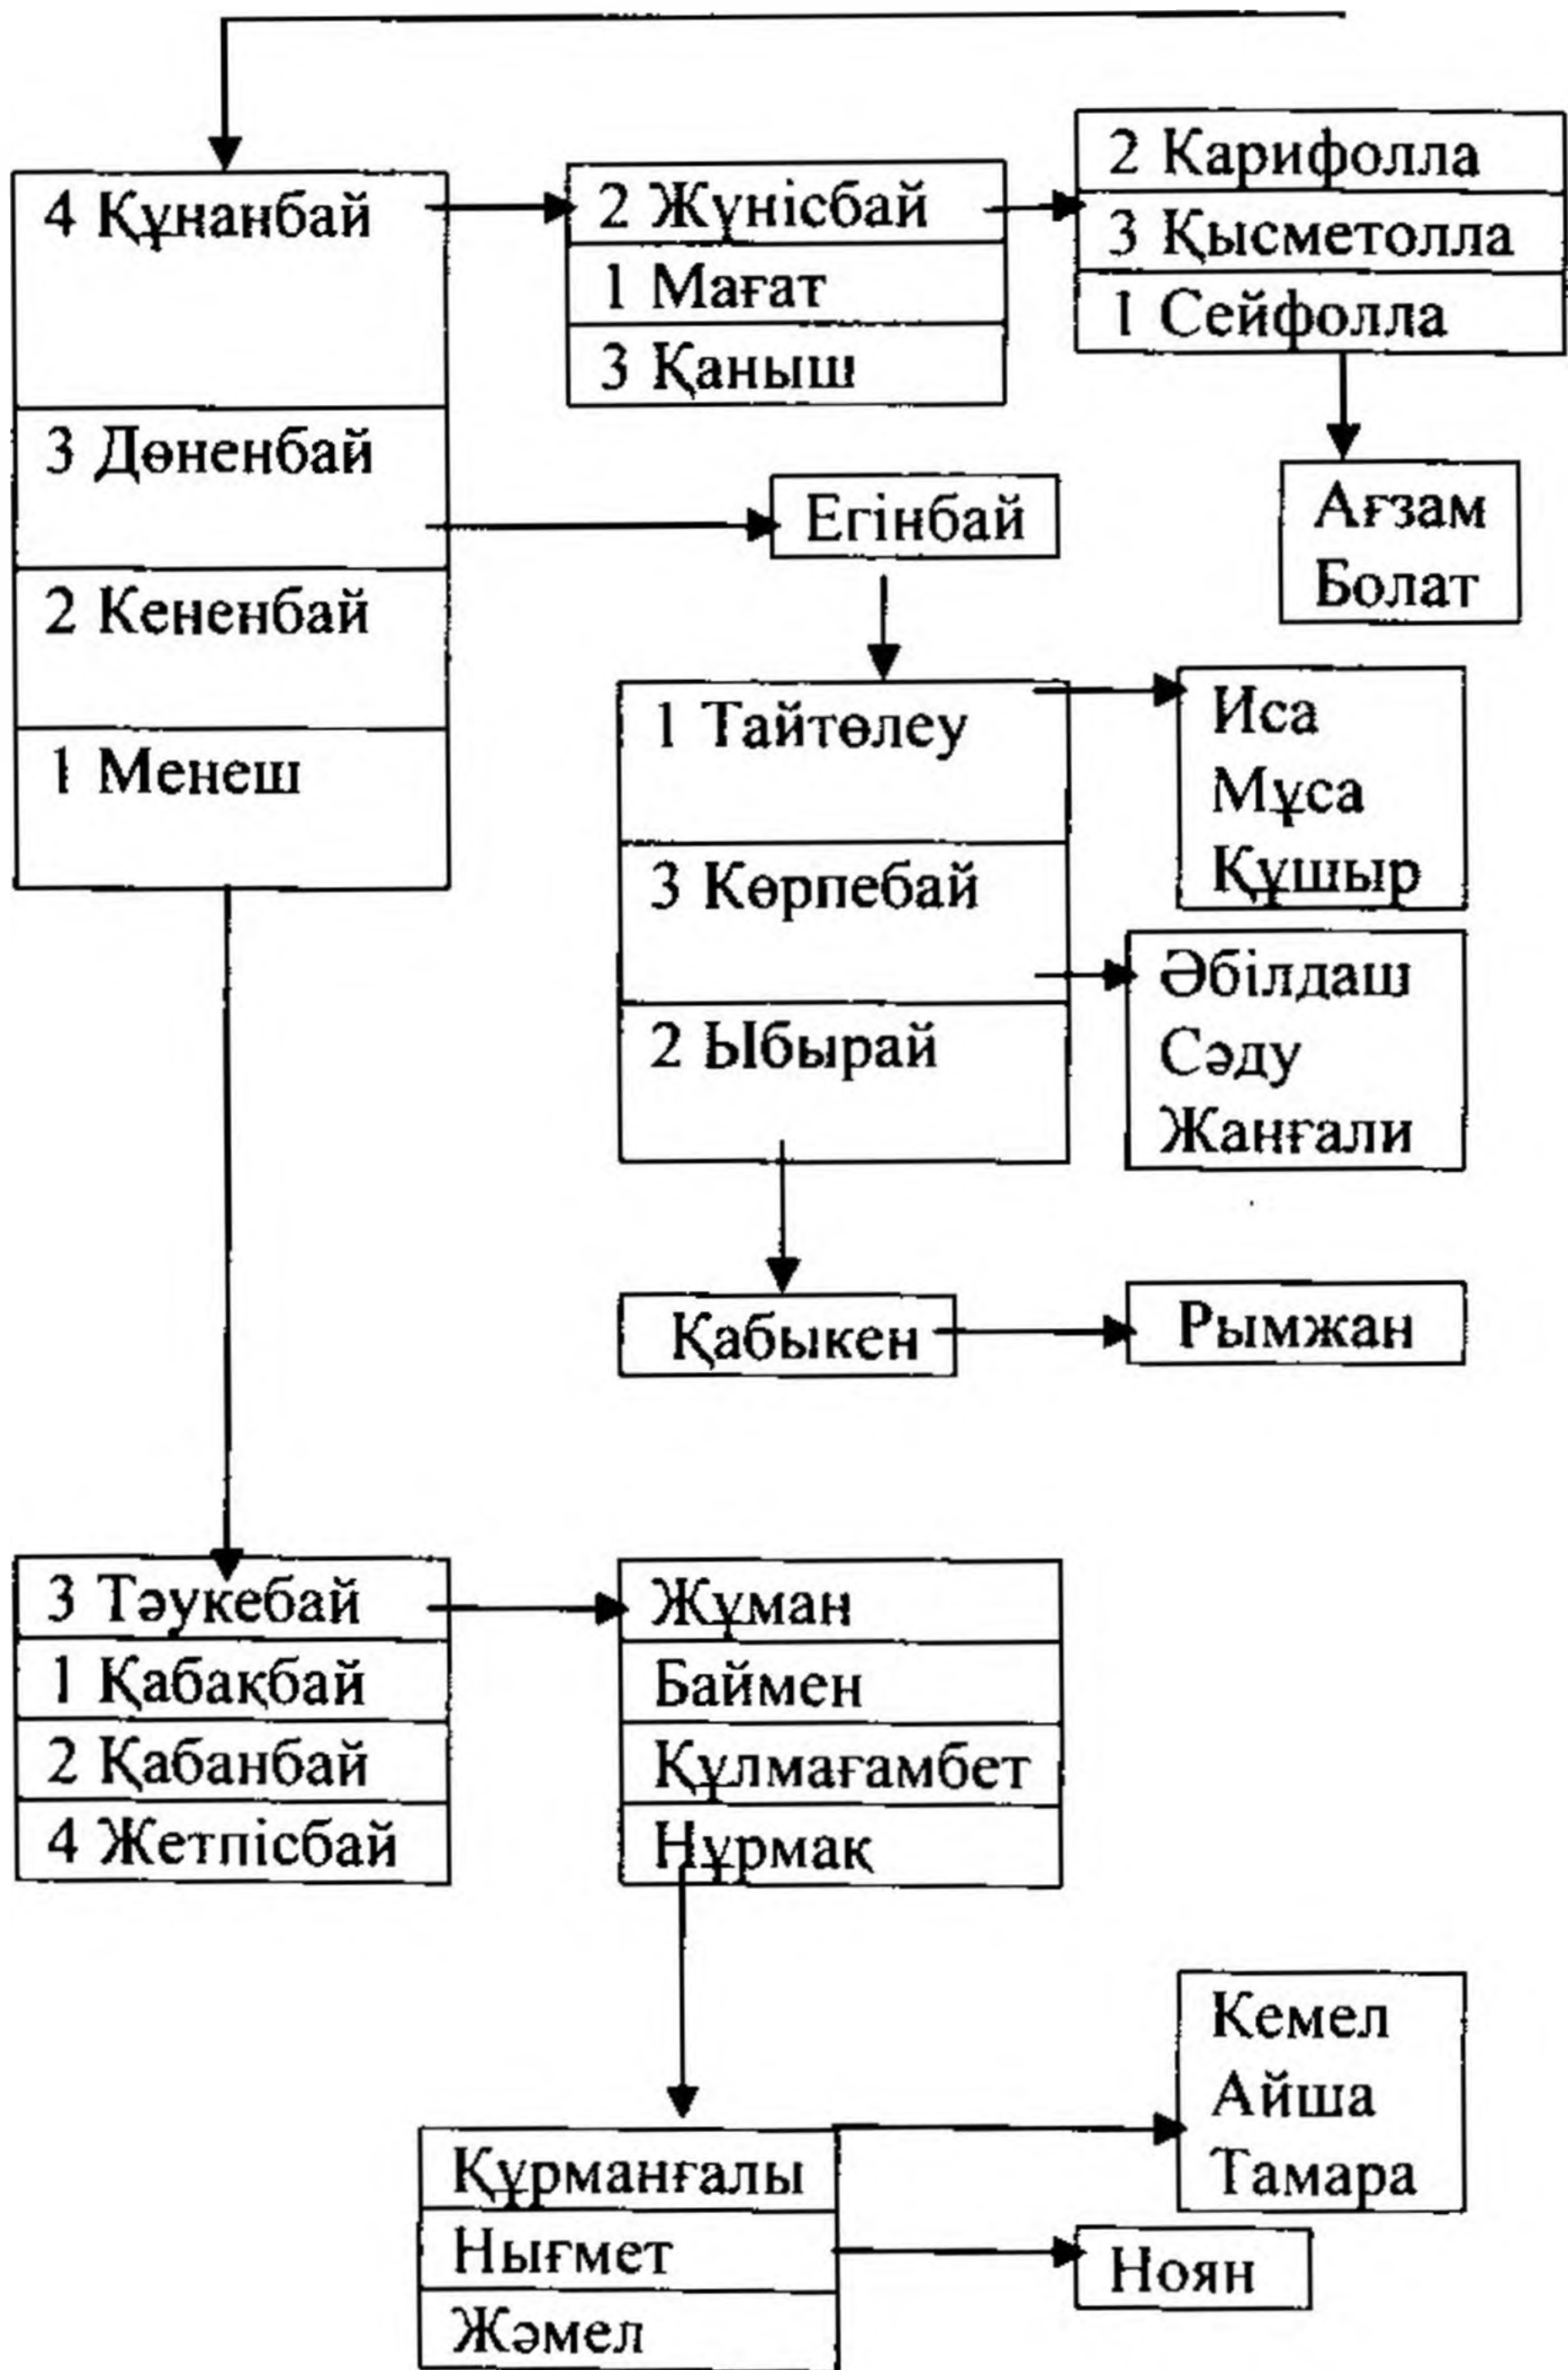 4 Құнанбай
3 Дөненбай
2 Кененбай
1 Менеш
2 Жүнісбай
1 Мағат
3 Қаныш
2 Карифолла
3 Қысметолла
1 Сейфолла
Ағзам
Болат
Егінбай
1 Тайтөлеу
3 Көрпебай
2 Ыбырай
Иса
Мұса
Құшыр
Әбілдаш
Сәду
Жанғали
Қабыкен
Рымжан
3 Тәукебай
1 Қабақбай
2 Қабанбай
4 Жетпісбай
Жұман
Баймен
Құлмағамбет
Нұрмақ
Құрманғалы
Нығмет
Жәмел
Кемел
Айша
Тамара
Ноян